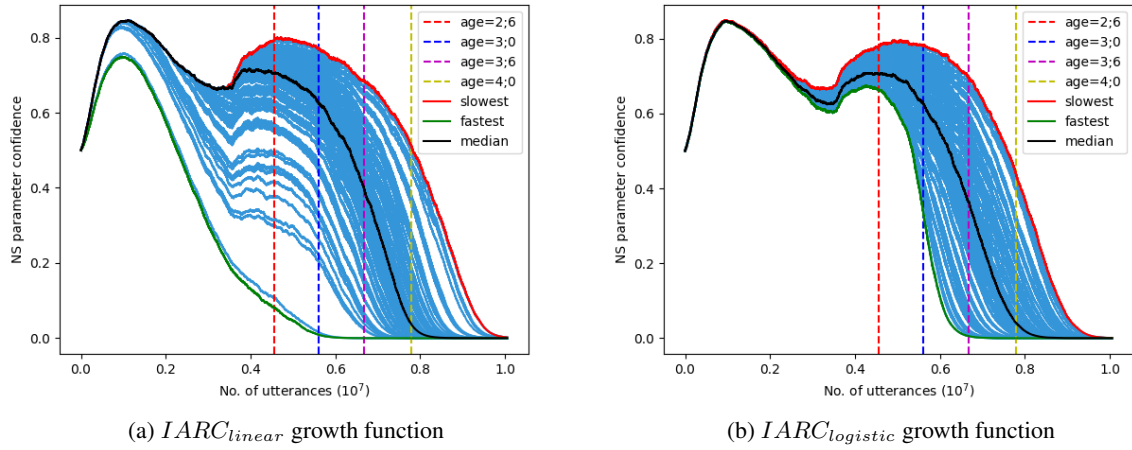 0.8
0.6
0.4
0.2
0.0
NS parameter confidence
0.0 0.2 0.4 0.6 0.8 1.0
No. of utterances (10^7)
age=2;6
age=3;0
age=3;6
age=4;0
slowest
fastest
median
(a) IARC_linear growth function
0.8
0.6
0.4
0.2
0.0
NS parameter confidence
0.0 0.2 0.4 0.6 0.8 1.0
No. of utterances (10^7)
age=2;6
age=3;0
age=3;6
age=4;0
slowest
fastest
median
(b) IARC_logistic growth function